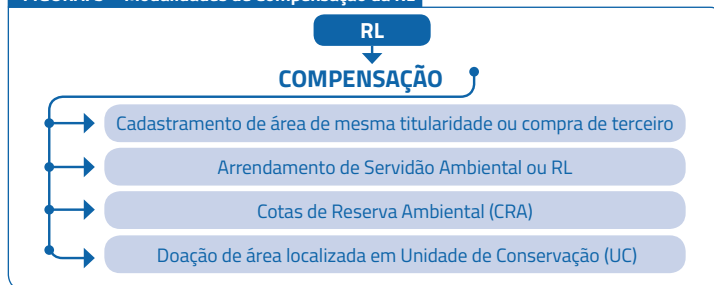 RL
COMPENSAÇÃO
Cadastramento de área de mesma titularidade ou compra de terceiro
Arrendamento de Servidão Ambiental ou RL
Cotas de Reserva Ambiental (CRA)
Doação de área localizada em Unidade de Conservação (UC)